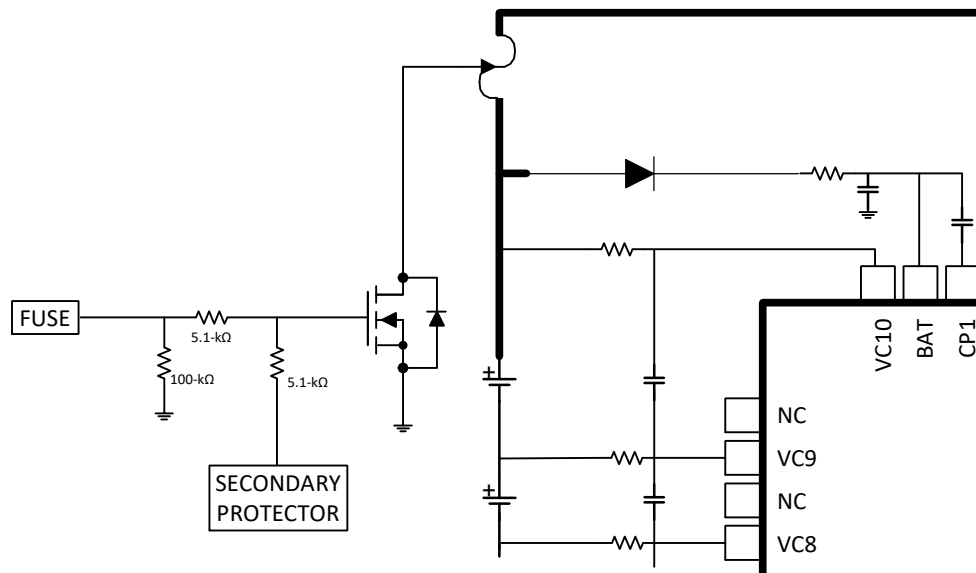 FUSE
5.1-kΩ
100-kΩ
5.1-kΩ
SECONDARY
PROTECTOR
+
+
VC10
BAT
CP1
NC
VC9
NC
VC8